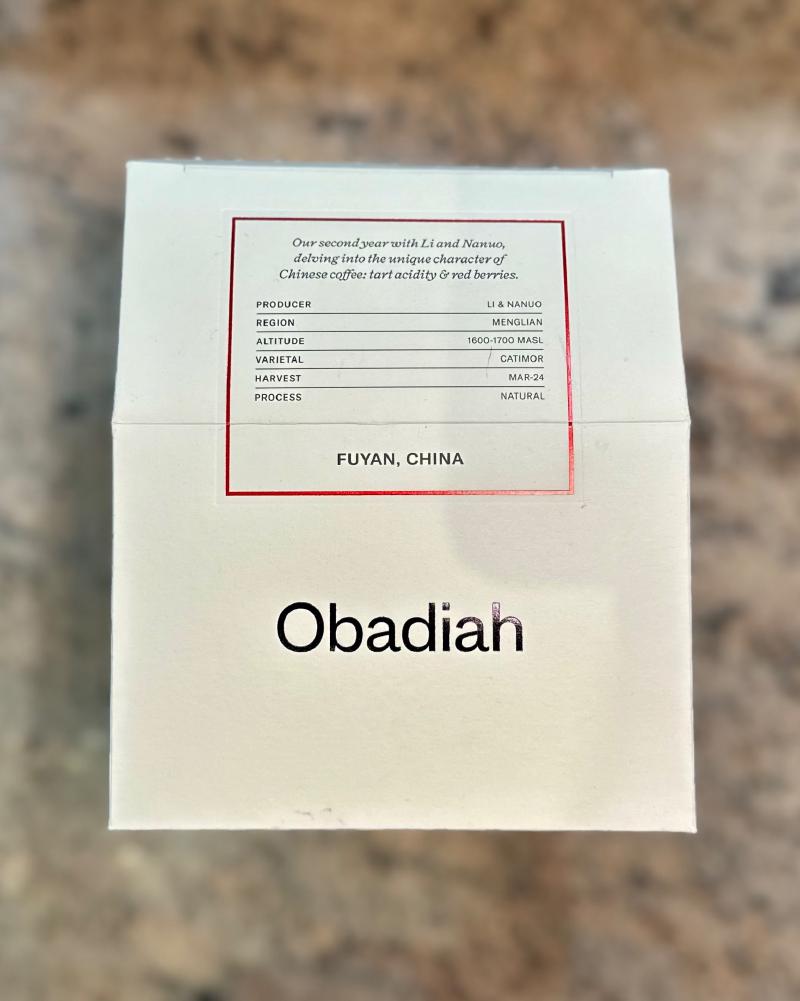 Our second year with Li and Nanuo,
delving into the unique character of
Chinese coffee: tart acidity & red berries.
PRODUCER LI & NANUO
REGION MENGLIAN
ALTITUDE 1600-1700 MASL
VARIETAL CATIMOR
HARVEST MAR-24
PROCESS NATURAL
FUYAN, CHINA
Obadiah